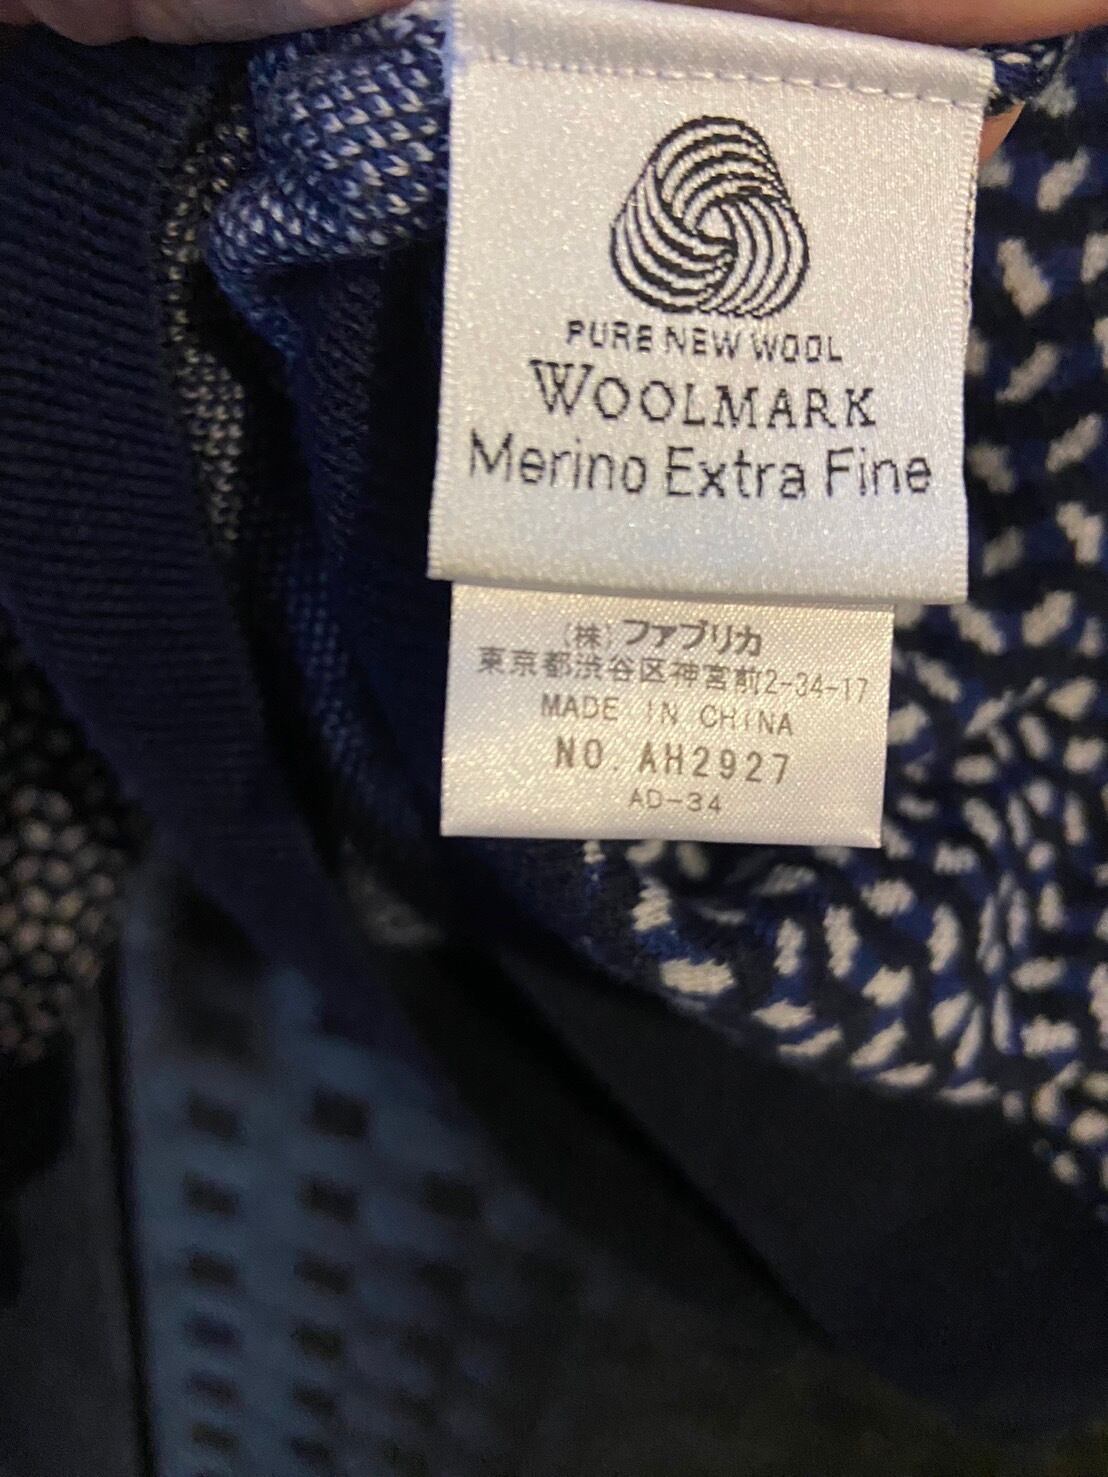 PURE NEW WOOL
WOOLMARK
Merino Extra Fine
(株)ファブリカ
東京都渋谷区神宮前2-34-17
MADE IN CHINA
NO. AH2927
AD-34